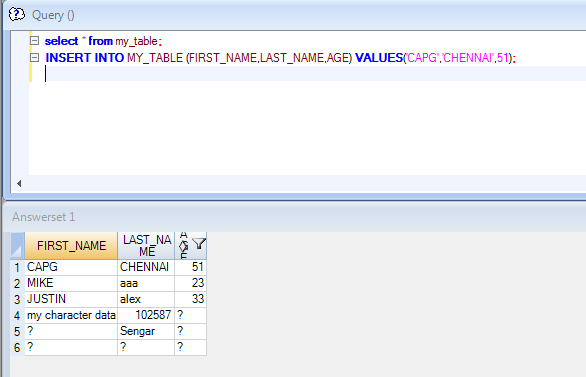 Query ()
select * from my_table;
INSERT INTO MY_TABLE (FIRST_NAME,LAST_NAME,AGE) VALUES('CAPG','CHENNAI',51);
Answerset 1
FIRST_NAME LAST_NAME AGE
1 CAPG CHENNAI 51
2 MIKE aaa 23
3 JUSTIN alex 33
4 my character data 102587 ?
5 ? Sengar ?
6 ? ? ?